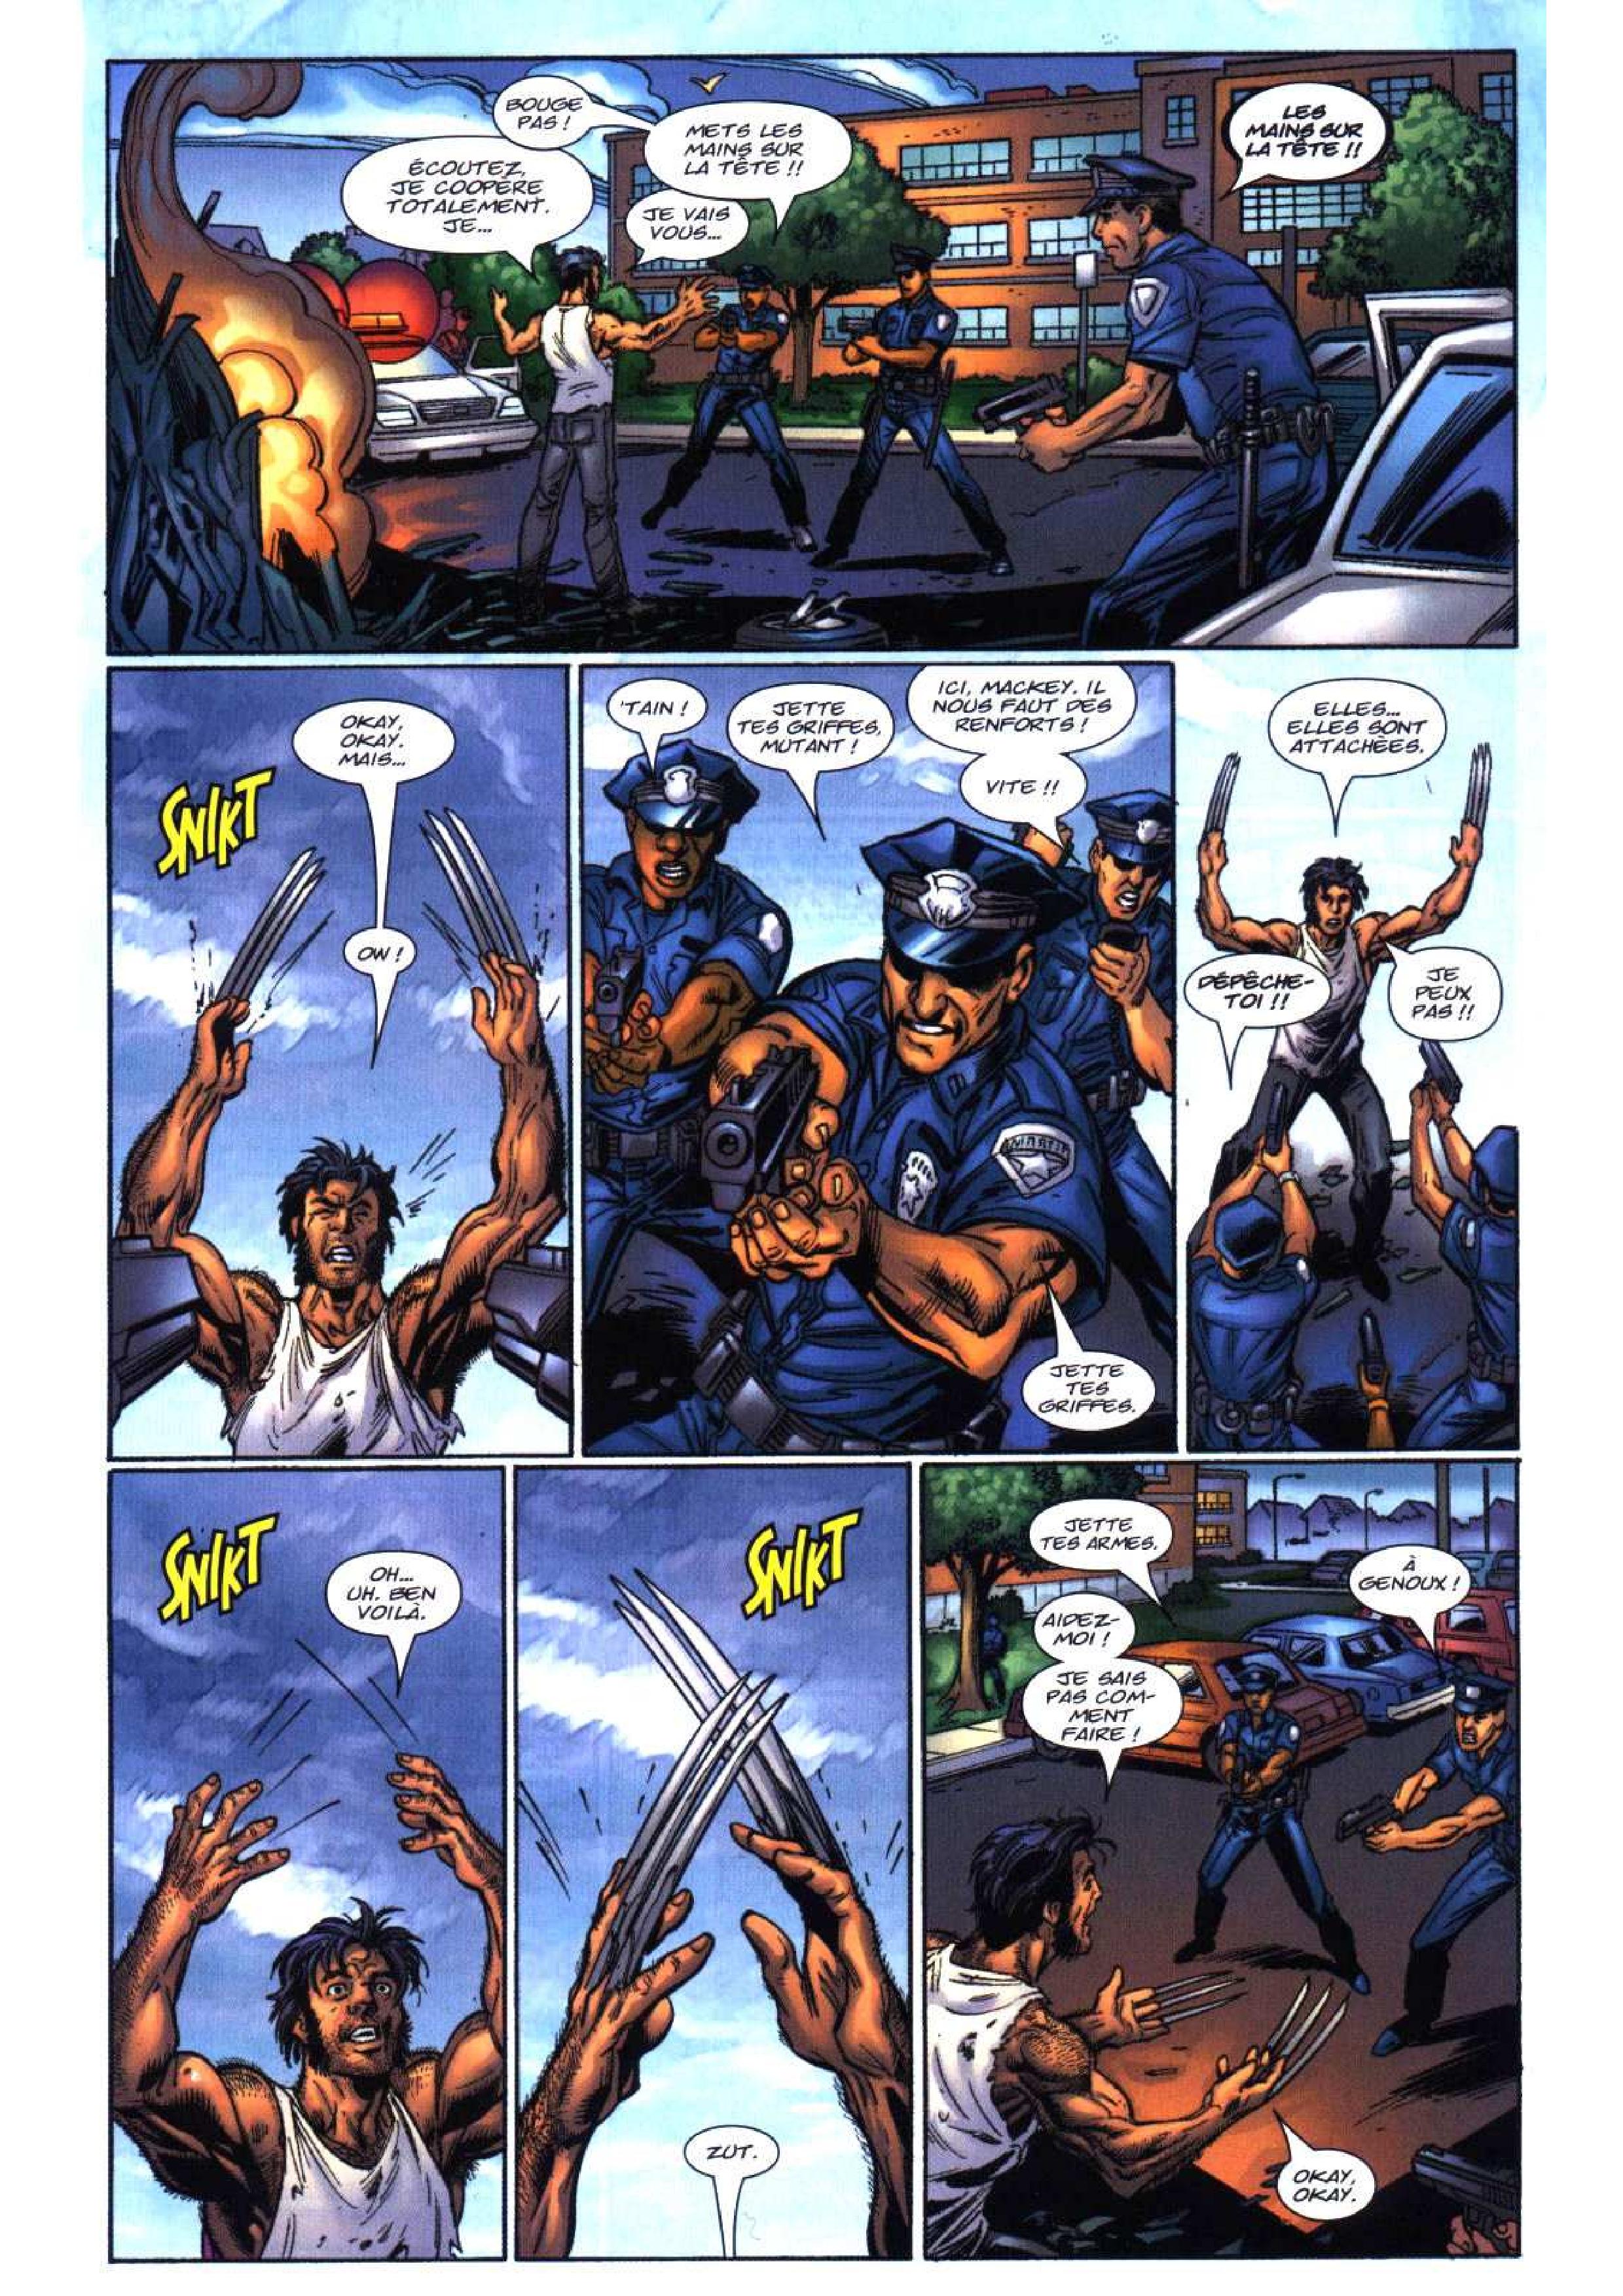 BOUGE
PAS !
ÉCOUTEZ,
JE COOPÈRE
TOTALEMENT.
JE...
METS LES
MAINS SUR
LA TÊTE !!
JE VAIS
VOUS...
LES
MAINS SUR
LA TÊTE !!
OKAY,
OKAY.
MAIS...
SNIKT
OW !
'TAIN !
JETTE
TES GRIFFES,
MUTANT !
ICI, MACKEY. IL
NOUS FAUT DES
RENFORTS !
VITE !!
JETTE
TES
GRIFFES.
ELLES...
ELLES SONT
ATTACHÉES.
DÉPÊCHE-
TOI !!
JE
PEUX
PAS !!
SNIKT
OH...
UH. BEN
VOILÀ.
SNIKT
ZUT.
JETTE
TES ARMES.
À
GENOUX !
AIDEZ-
MOI !
JE SAIS
PAS COM-
MENT
FAIRE !
OKAY,
OKAY.